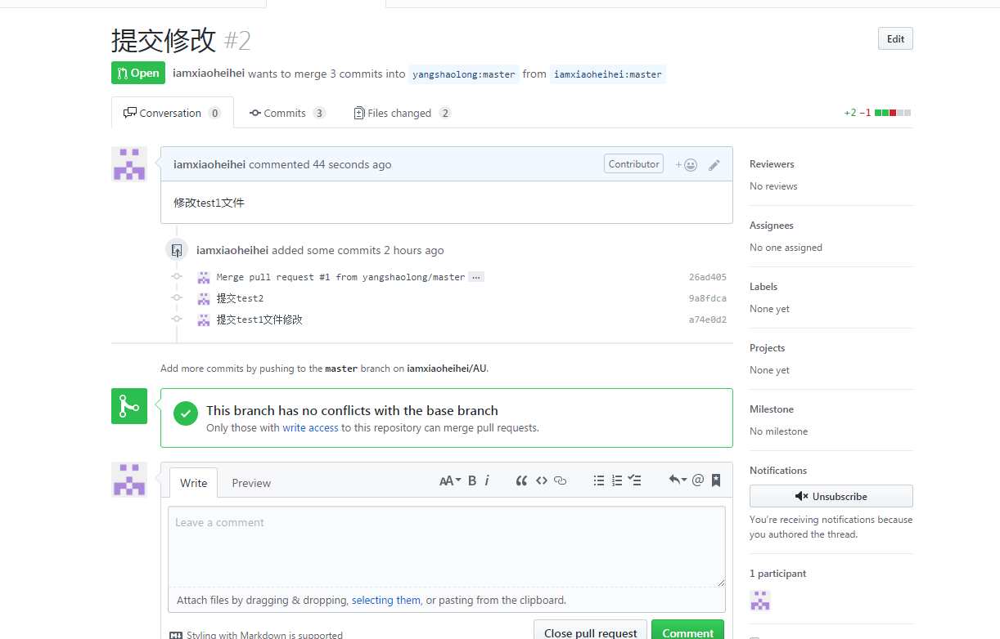 提交修改 #2
Edit
Open iamxiaoheihei wants to merge 3 commits into yangshaolong:master from iamxiaoheihei:master
Conversation 0 Commits 3 Files changed 2 +2 −1
iamxiaoheihei commented 44 seconds ago Contributor +
修改test1文件
iamxiaoheihei added some commits 2 hours ago
Merge pull request #1 from yangshaolong/master … 26ad405
提交test2 9a8fdca
提交test1文件修改 a74e0d2
Add more commits by pushing to the master branch on iamxiaoheihei/AU.
This branch has no conflicts with the base branch
Only those with write access to this repository can merge pull requests.
Write Preview AA B i
Leave a comment
Attach files by dragging & dropping, selecting them, or pasting from the clipboard.
Styling with Markdown is supported
Close pull request Comment
Reviewers
No reviews
Assignees
No one assigned
Labels
None yet
Projects
None yet
Milestone
No milestone
Notifications
Unsubscribe
You’re receiving notifications because
you authored the thread.
1 participant